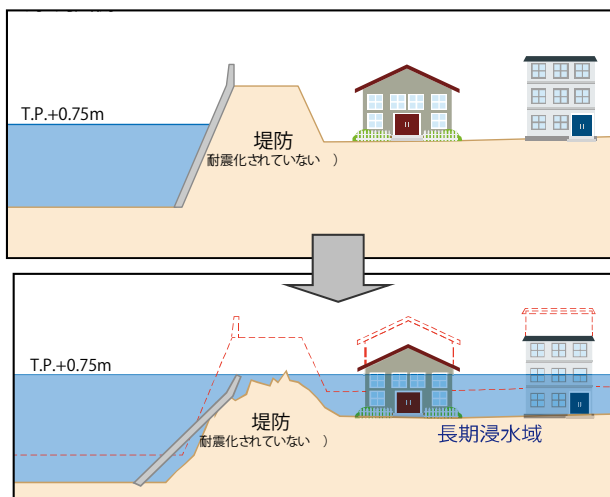 T.P.+0.75m
堤防
耐震化されていない　）
T.P.+0.75m
堤防
耐震化されていない　）
長期浸水域